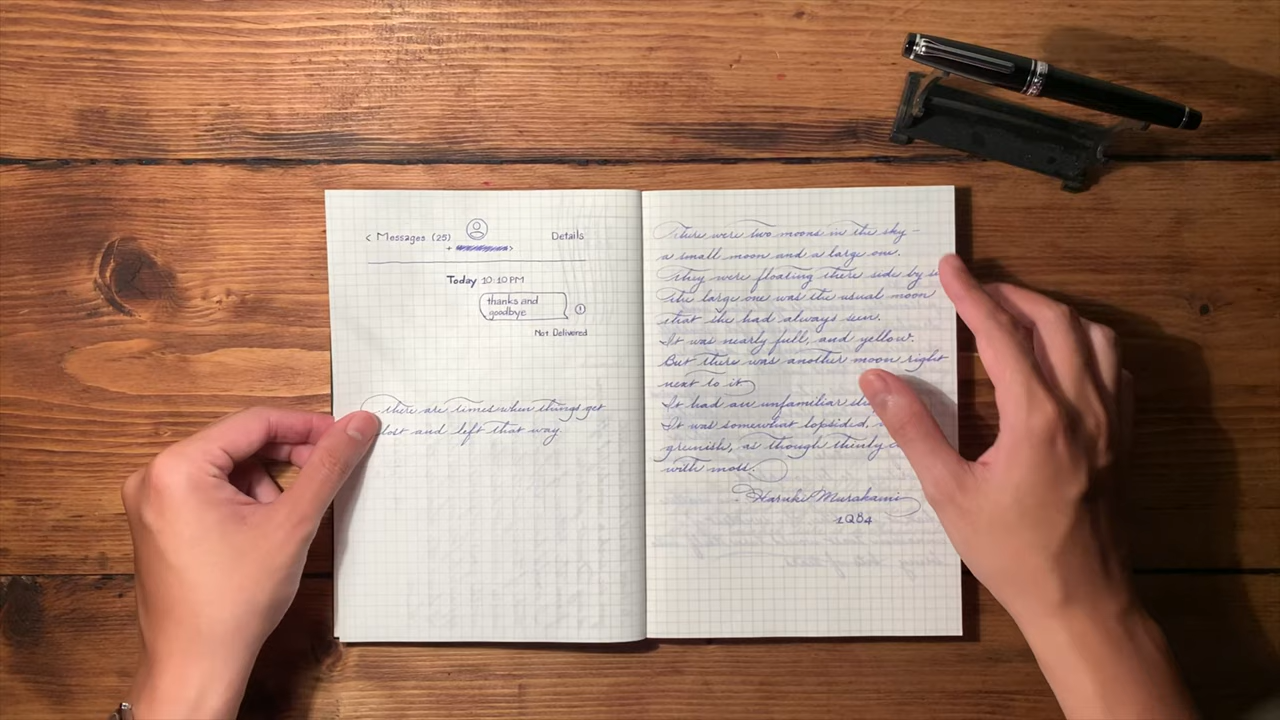 < Messages (25)
Details
Today 10:10 PM
thanks and
goodbye
Not Delivered
there are times when things get
lost and left that way
There were two moons in the sky –
a small moon and a large one.
They were floating there side by
The large one was the usual moon
that she had always seen.
It was nearly full, and yellow.
But there was another moon right
next to it
It had an unfamiliar
It was somewhat lopsided,
greenish, as though thinly
with moss.
Haruki Murakami
1Q84